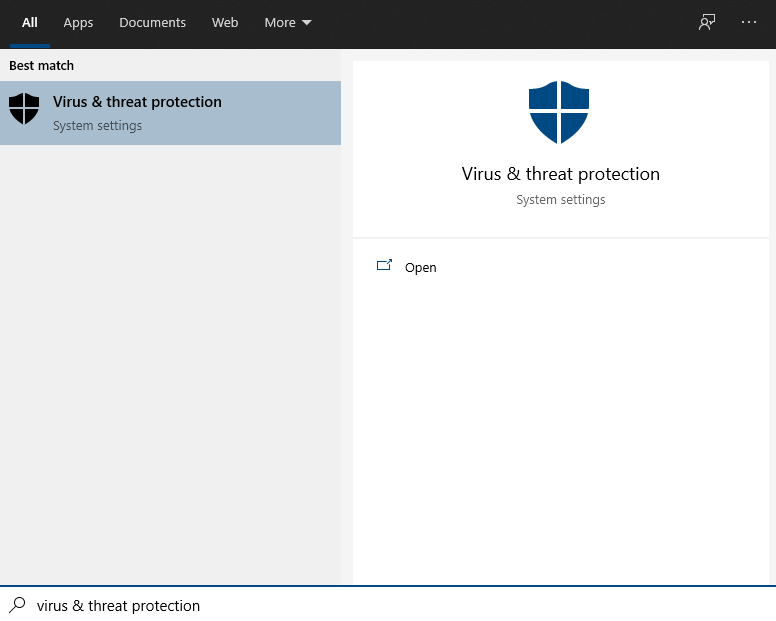 All Apps Documents Web More
Best match
Virus & threat protection
System settings
Virus & threat protection
System settings
Open
virus & threat protection